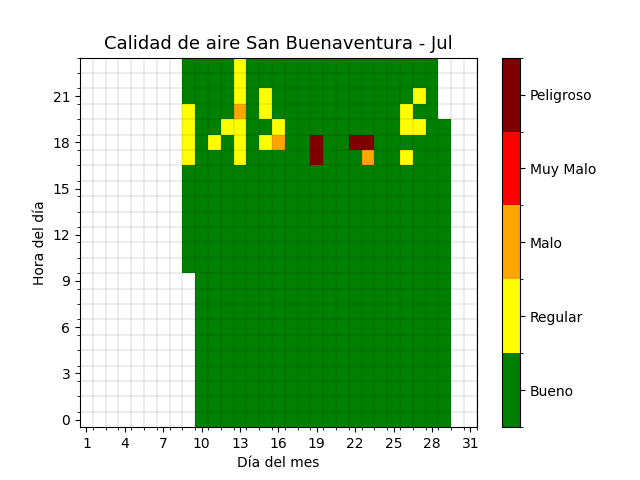 Calidad de aire San Buenaventura - Jul
Hora del día
21
18
15
12
9
6
3
0
1 4 7 10 13 16 19 22 25 28 31
Día del mes
Peligroso
Muy Malo
Malo
Regular
Bueno